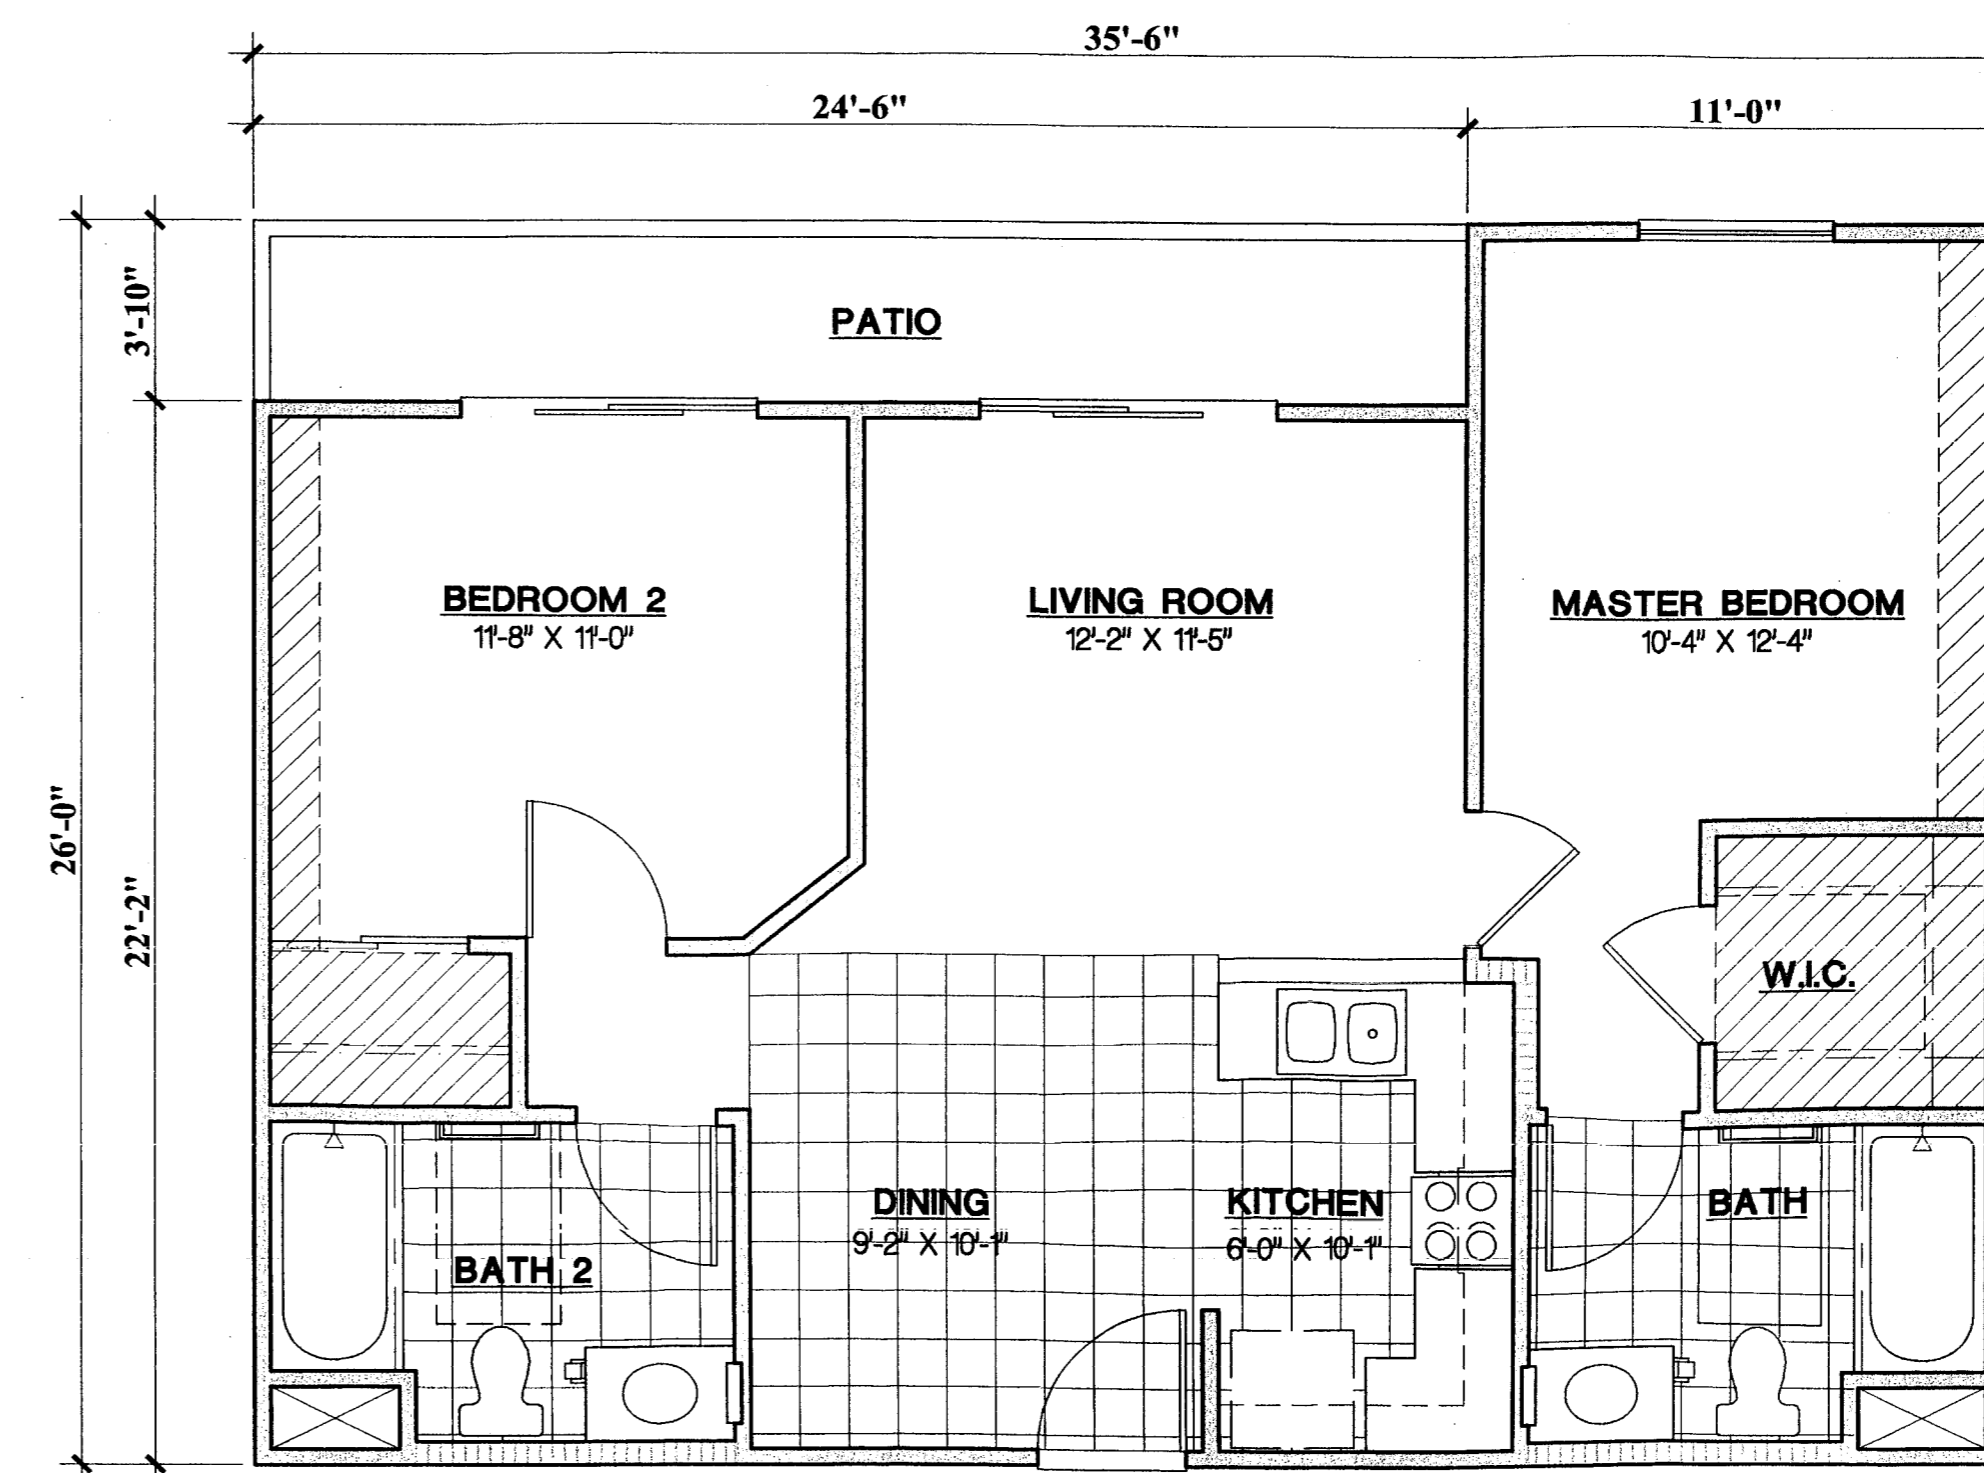 35'-6"
24'-6"
11'-0"
3'-10"
PATIO
26'-0"
22'-2"
BEDROOM 2
11'-8" X 11'-0"
LIVING ROOM
12'-2" X 11'-5"
MASTER BEDROOM
10'-4" X 12'-4"
W.I.C.
DINING
9'-2" X 10'-1"
KITCHEN
6'-0" X 10'-1"
BATH
BATH 2